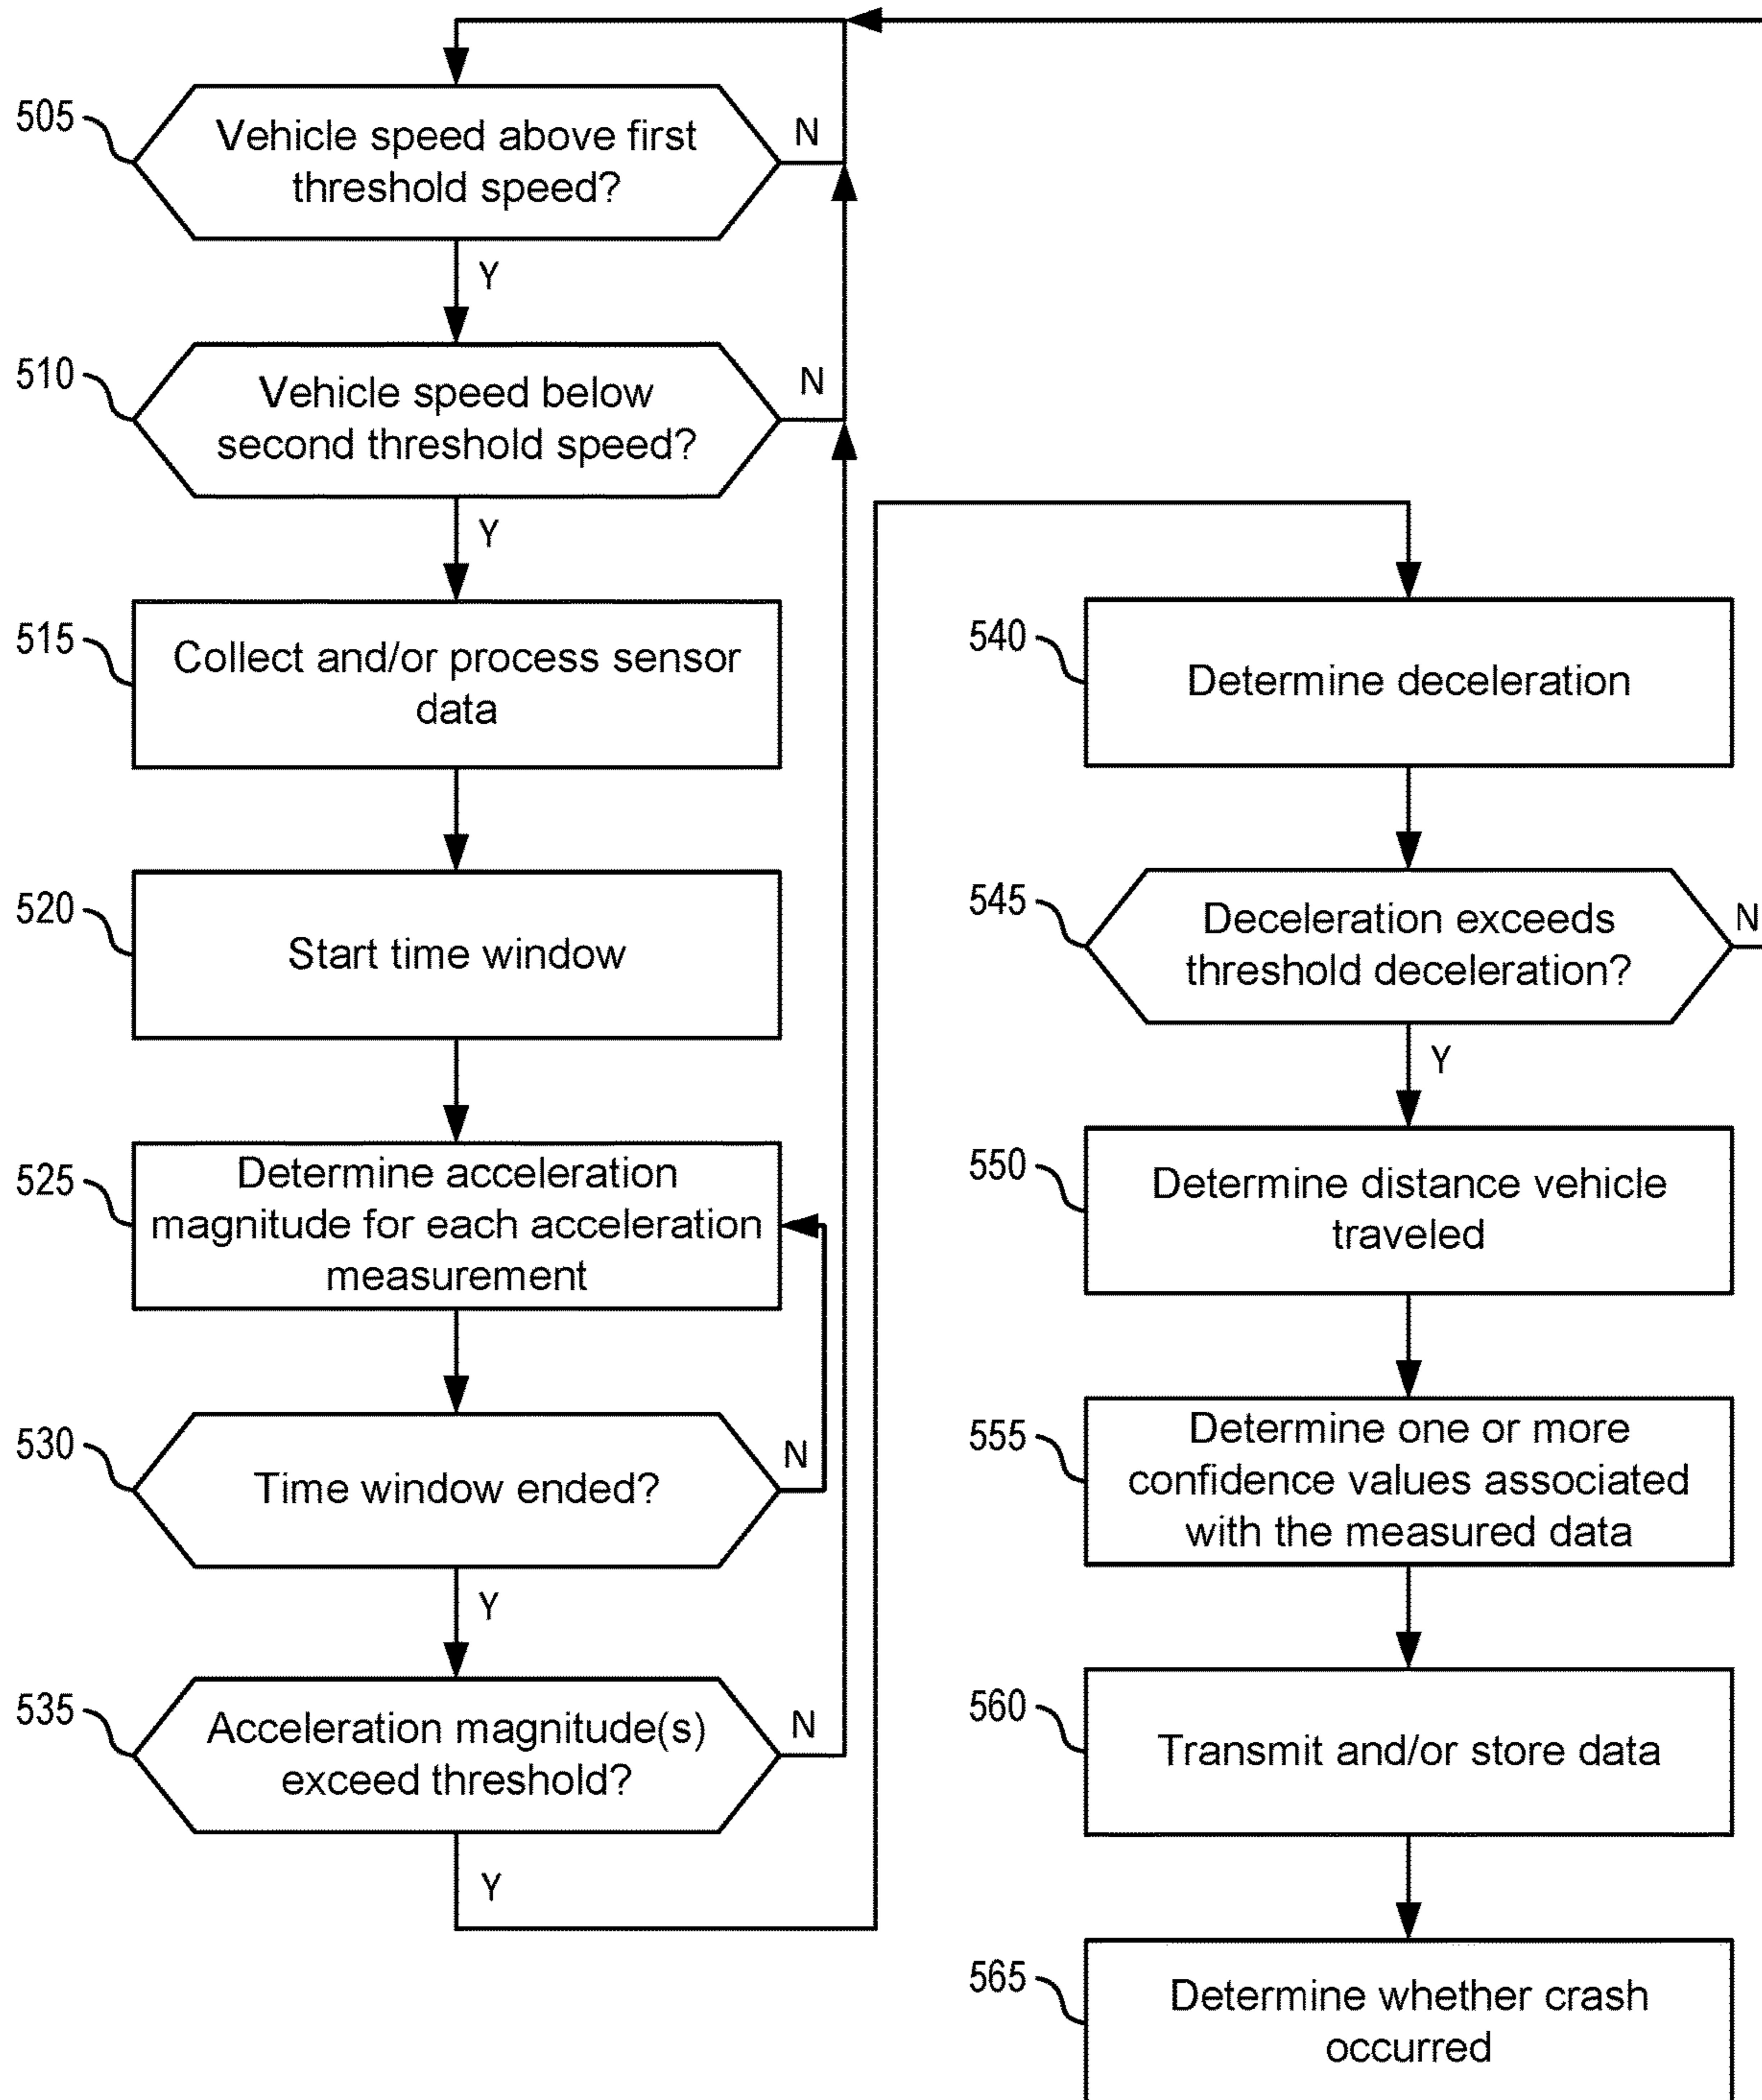 505
Vehicle speed above first
threshold speed?
N
Y
510
Vehicle speed below
second threshold speed?
N
Y
515
Collect and/or process sensor
data
520
Start time window
525
Determine acceleration
magnitude for each acceleration
measurement
530
Time window ended?
N
Y
535
Acceleration magnitude(s)
exceed threshold?
N
Y
540
Determine deceleration
545
Deceleration exceeds
threshold deceleration?
N
Y
550
Determine distance vehicle
traveled
555
Determine one or more
confidence values associated
with the measured data
560
Transmit and/or store data
565
Determine whether crash
occurred